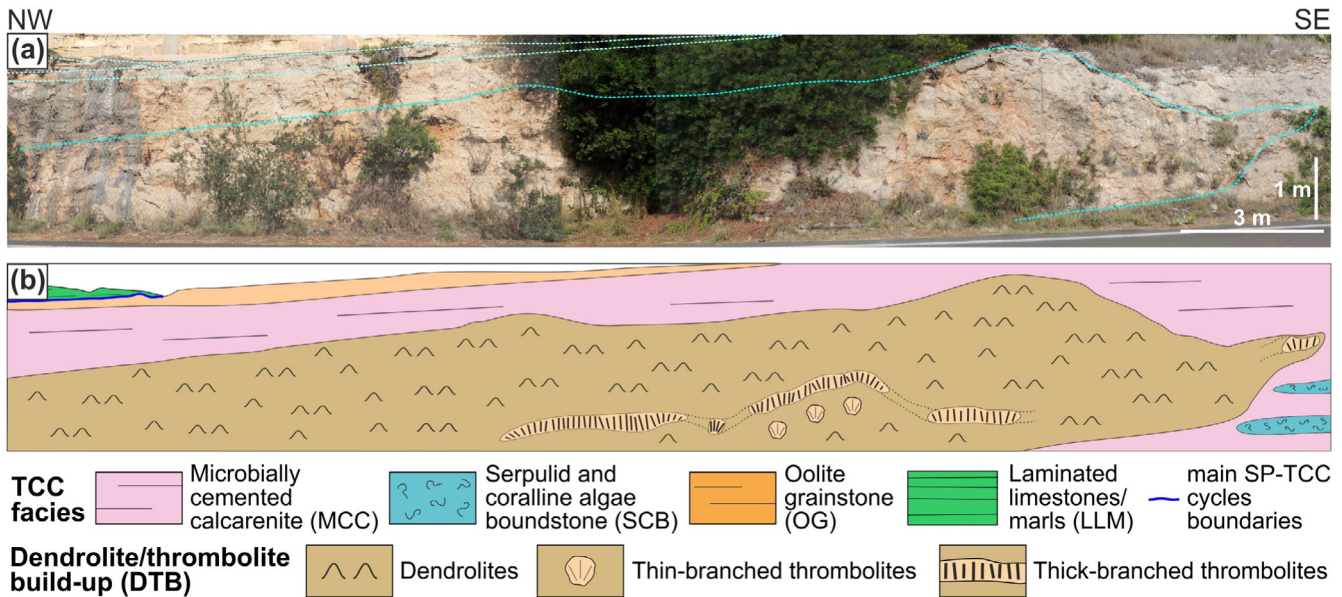 NW
SE
(a)
1 m
3 m
(b)
TCC
facies
Microbially
cemented
calcarenite (MCC)
Serpulid and
coralline algae
boundstone (SCB)
Oolite
grainstone
(OG)
Laminated
limestones/
marls (LLM)
main SP-TCC
cycles
boundaries
Dendrolite/thrombolite
build-up (DTB)
Dendrolites
Thin-branched thrombolites
Thick-branched thrombolites